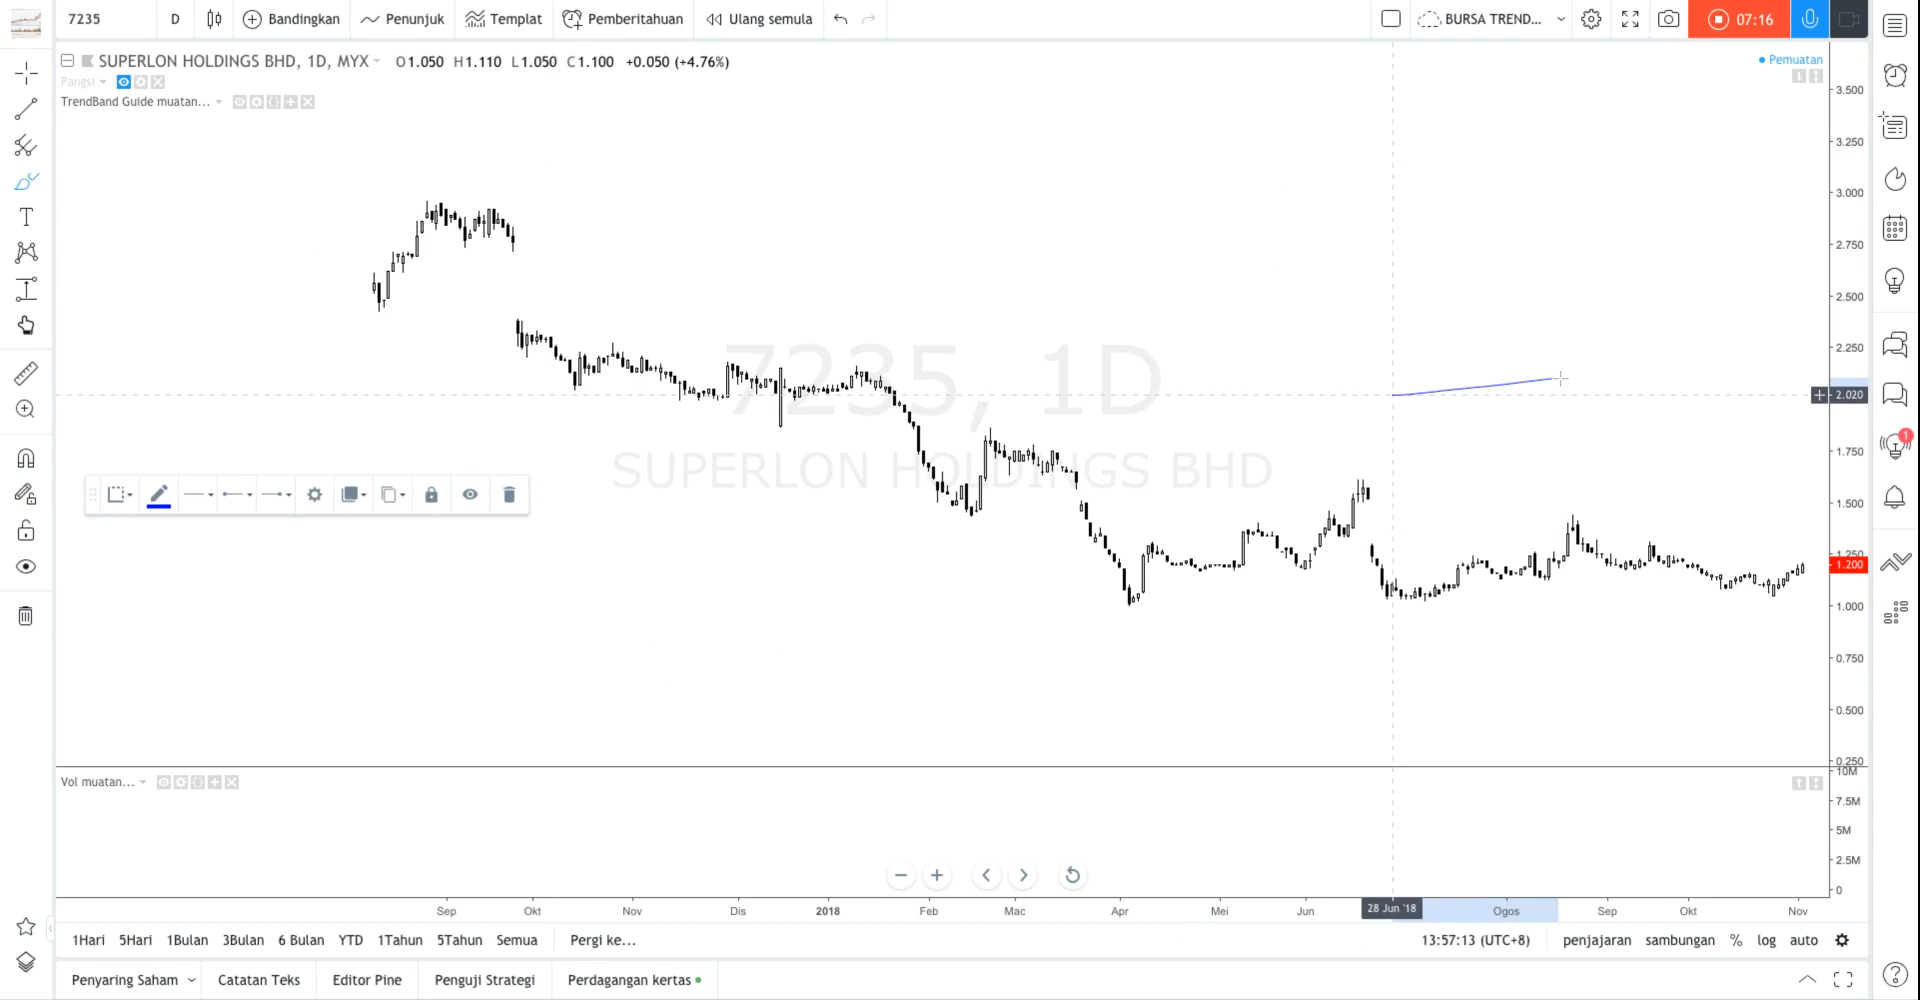 7235 D Bandingkan Penunjuk Templat Pemberitahuan Ulang semula BURSA TREND... 07:16
SUPERLON HOLDINGS BHD, 1D, MYX O1.050 H1.110 L1.050 C1.100 +0.050 (+4.76%)
Pemuatan
Pangsi
TrendBand Guide muatan...
3.500
3.250
3.000
2.750
2.500
2.250
2.020
1.750
1.500
1.250
1.200
1.000
0.750
0.500
0.250
7235, 1D
SUPERLON HOLDINGS BHD
1
Vol muatan...
10M
7.5M
5M
2.5M
0
Sep Okt Nov Dis 2018 Feb Mac Apr Mei Jun 28 Jun '18 Ogos Sep Okt Nov
1Hari 5Hari 1Bulan 3Bulan 6 Bulan YTD 1Tahun 5Tahun Semua Pergi ke... 13:57:13 (UTC+8) penjajaran sambungan % log auto
Penyaring Saham Catatan Teks Editor Pine Penguji Strategi Perdagangan kertas